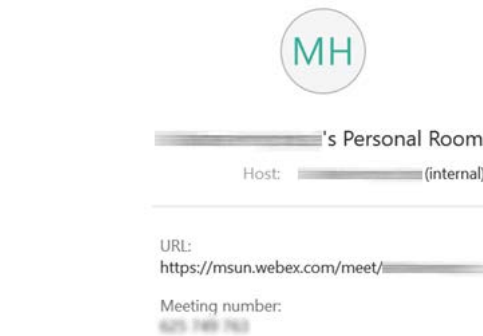 MH
's Personal Room
Host: (internal)
URL:
https://msun.webex.com/meet/
Meeting number: